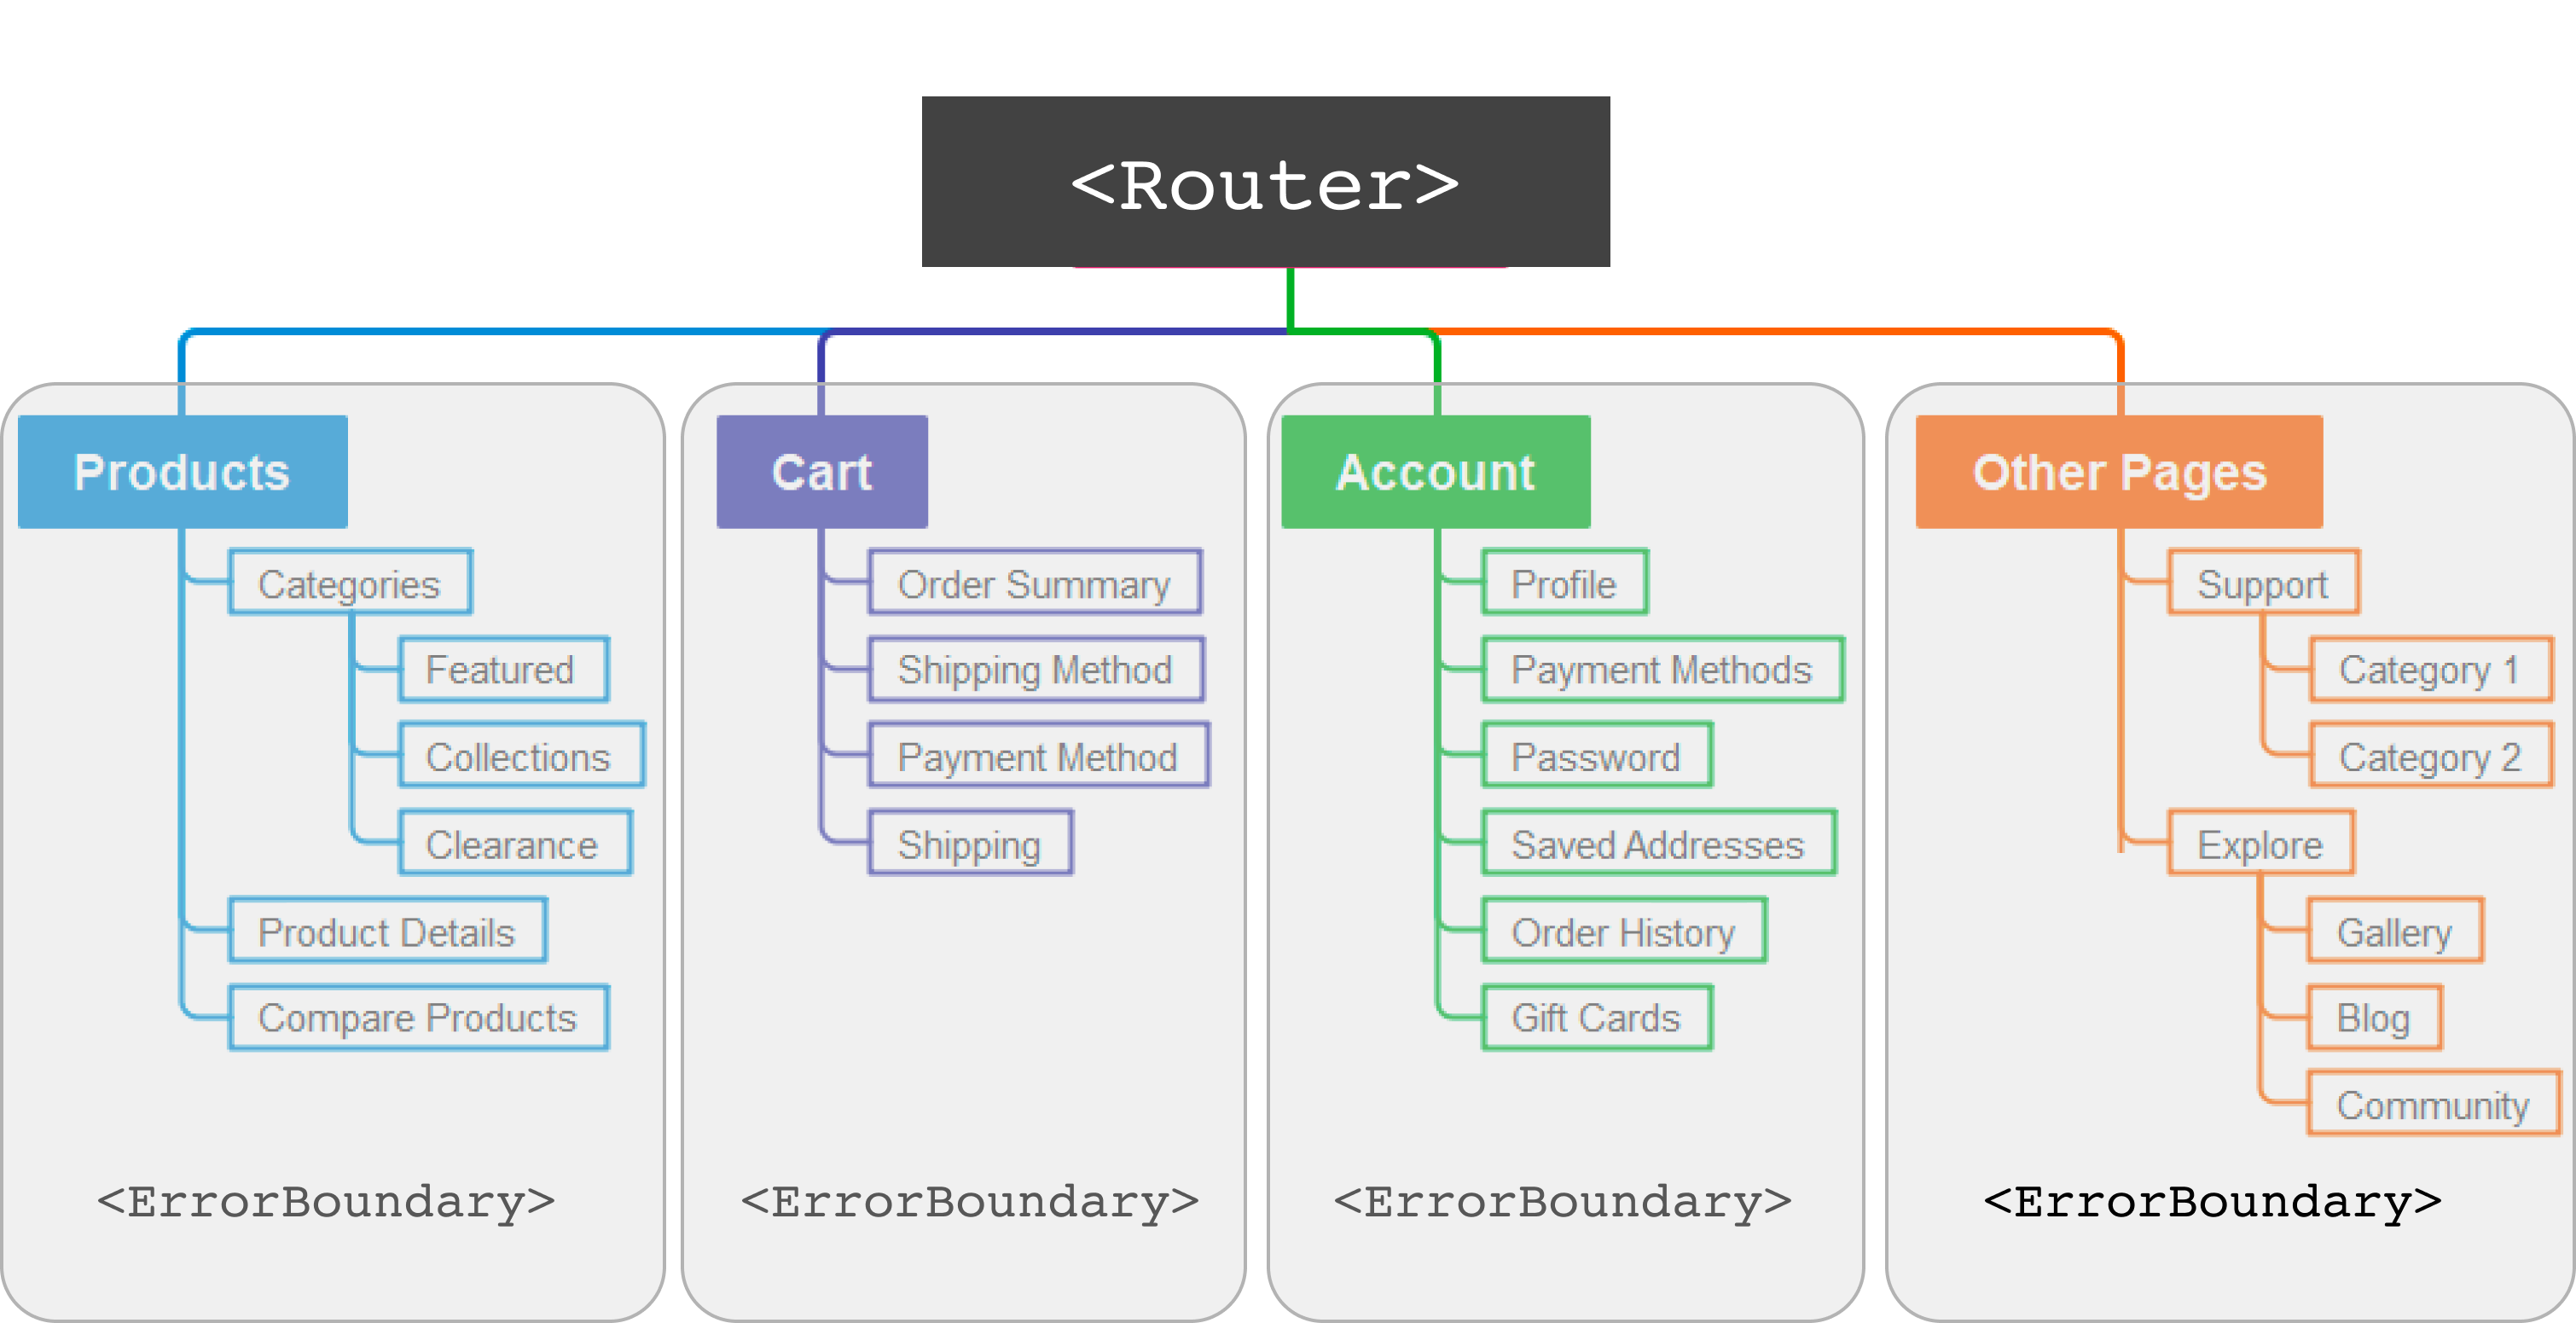 <Router>
Products
Categories
Featured
Collections
Clearance
Product Details
Compare Products
<ErrorBoundary>
Cart
Order Summary
Shipping Method
Payment Method
Shipping
<ErrorBoundary>
Account
Profile
Payment Methods
Password
Saved Addresses
Order History
Gift Cards
<ErrorBoundary>
Other Pages
Support
Category 1
Category 2
Explore
Gallery
Blog
Community
<ErrorBoundary>